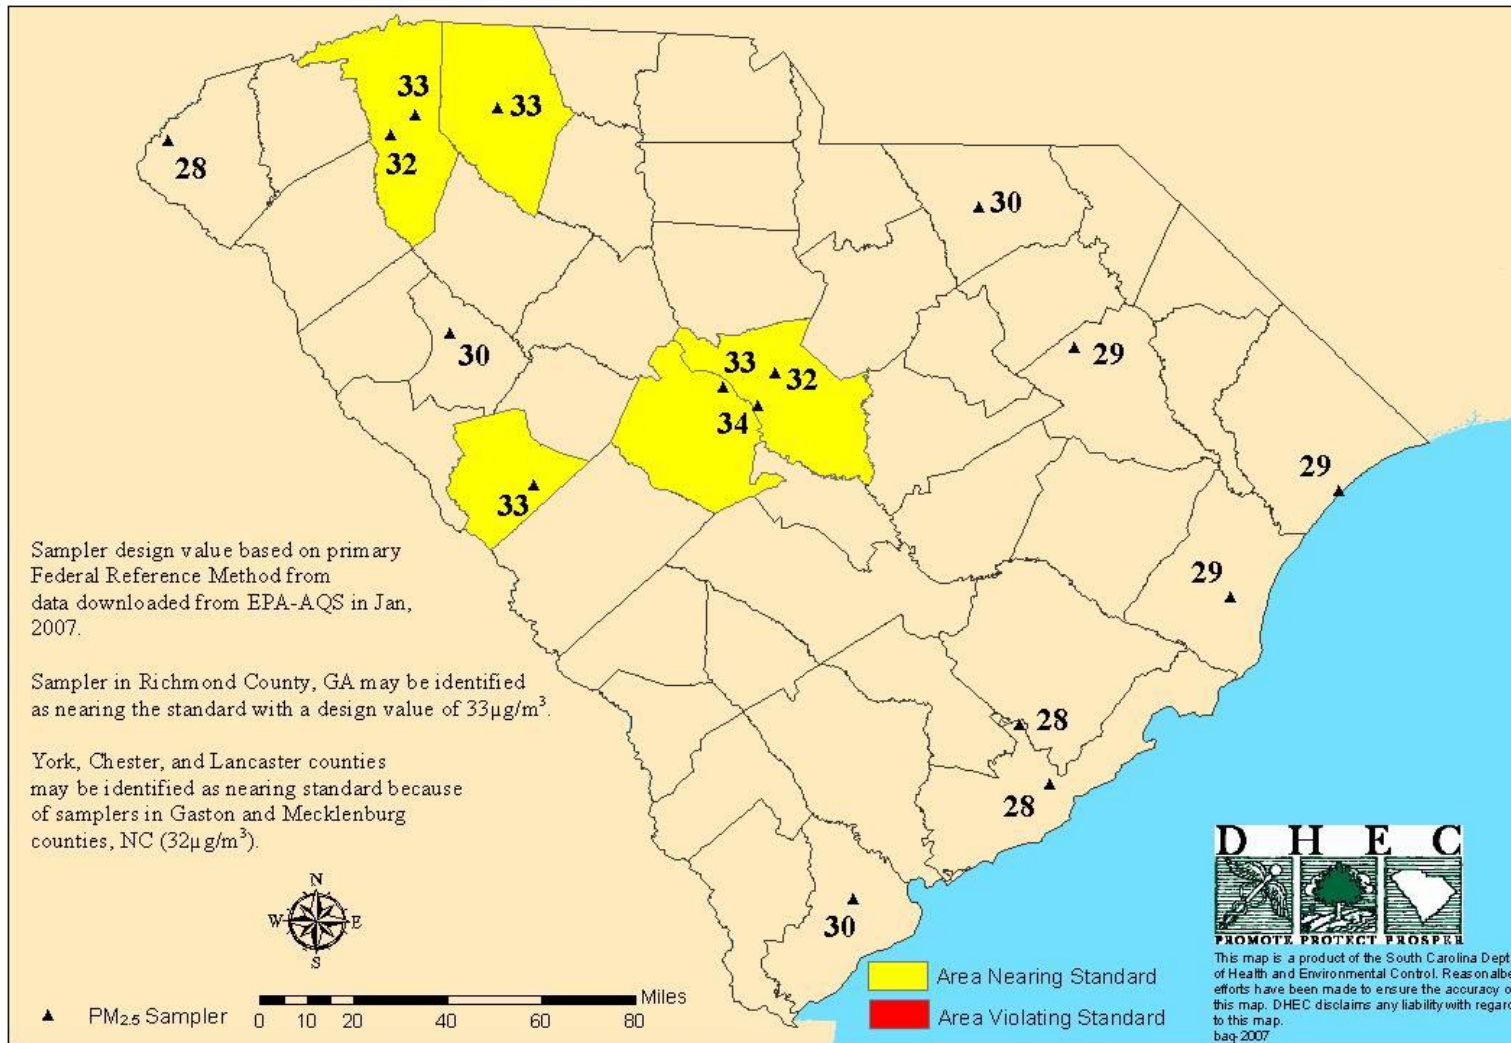 33
33
32
28
30
30
33
32
29
34
29
33
29
28
28
30
Sampler design value based on primary
Federal Reference Method from
data downloaded from EPA-AQS in Jan,
2007.
Sampler in Richmond County, GA may be identified
as nearing the standard with a design value of 33µg/m³.
York, Chester, and Lancaster counties
may be identified as nearing standard because
of samplers in Gaston and Mecklenburg
counties, NC (32µg/m³).
N
W E
S
PM2.5 Sampler
Miles
0 10 20 40 60 80
Area Nearing Standard
Area Violating Standard
D H E C
PROMOTE PROTECT PROSPER
This map is a product of the South Carolina Dept
of Health and Environmental Control. Reasonalbe
efforts have been made to ensure the accuracy o
this map. DHEC disclaims any liability with regard
to this map.
baq-2007